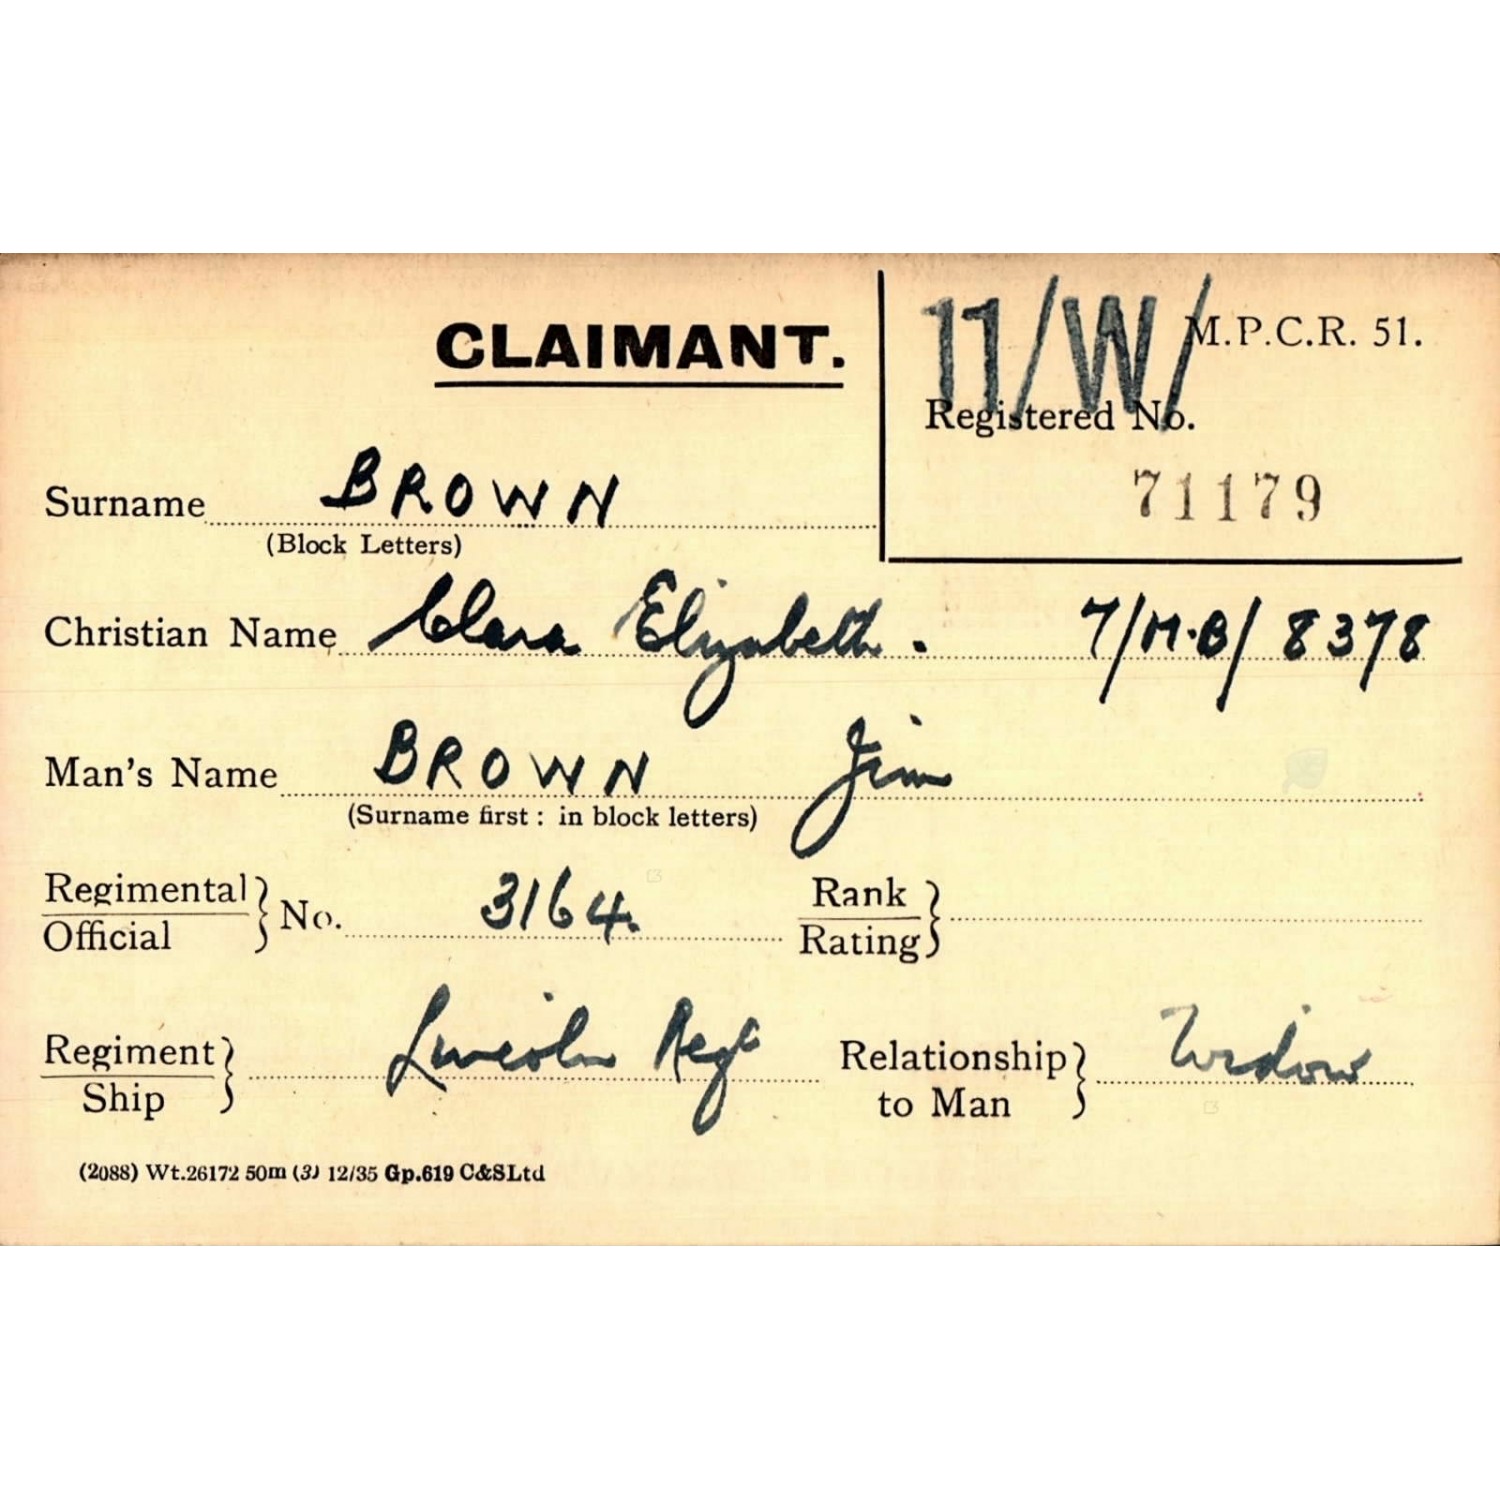 CLAIMANT.
11/W/
M.P.C.R. 51.
Registered No.
71179
Surname BROWN
(Block Letters)
Christian Name Clara Elizabeth. 7/M.B/8378
Man's Name BROWN Jim
(Surname first : in block letters)
Regimental
Official } No. 3164.
Rank
Rating }
Regiment
Ship } Lincoln Regt
Relationship
to Man } Widow
(2088) Wt.26172 50m (3) 12/35 Gp.619 C&SLtd